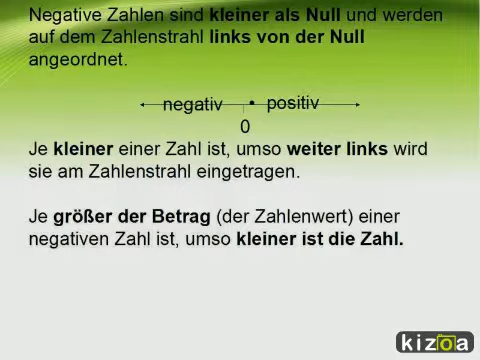 Negative Zahlen sind kleiner als Null und werden
auf dem Zahlenstrahl links von der Null
angeordnet.
negativ positiv
0
Je kleiner einer Zahl ist, umso weiter links wird
sie am Zahlenstrahl eingetragen.
Je größer der Betrag (der Zahlenwert) einer
negativen Zahl ist, umso kleiner ist die Zahl.
kizoa